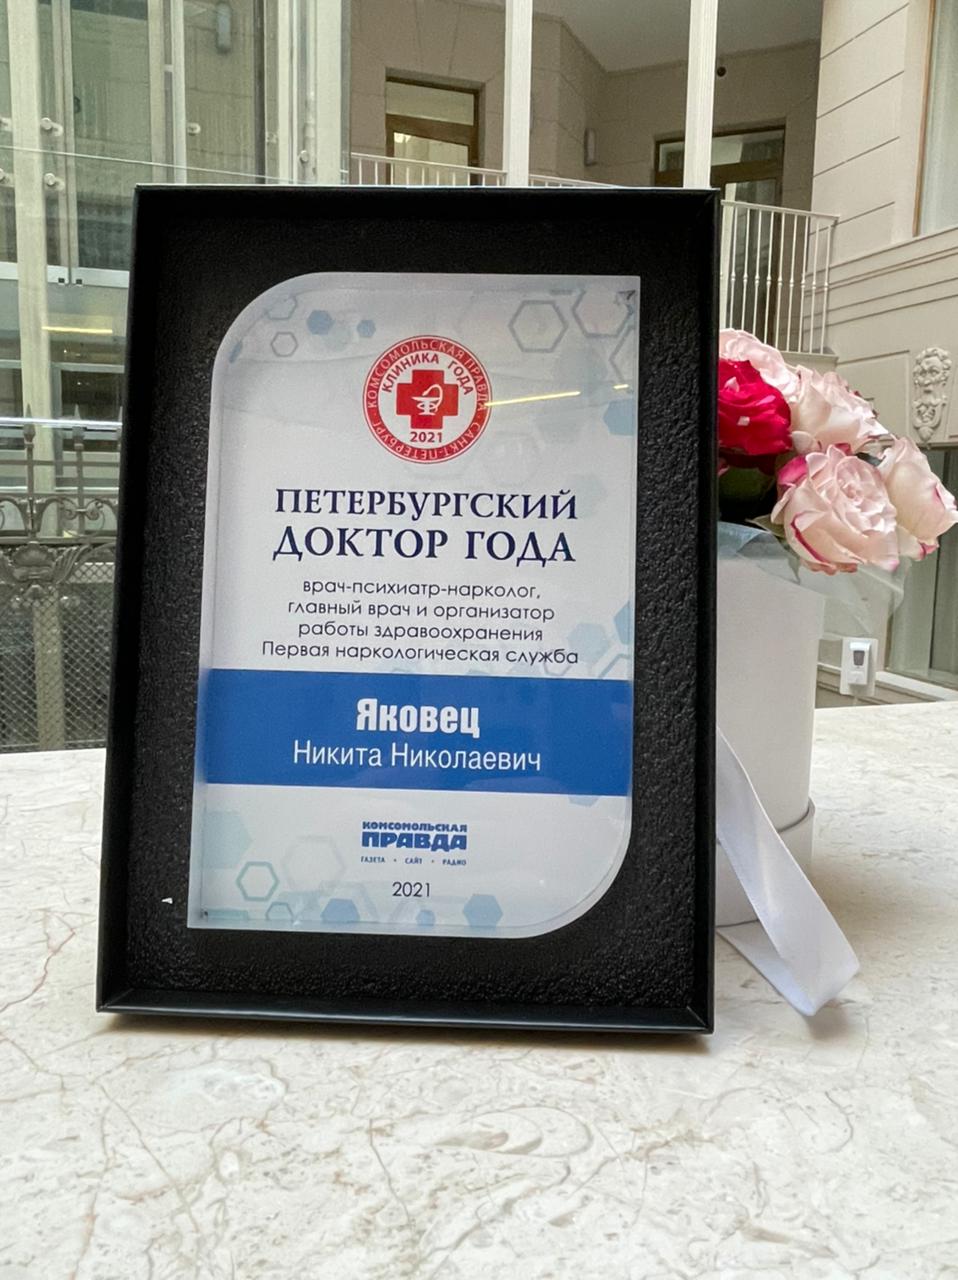 КОМСОМОЛЬСКАЯ ПРАВДА · САНКТ-ПЕТЕРБУРГ
КЛИНИКА ГОДА
2021
ПЕТЕРБУРГСКИЙ
ДОКТОР ГОДА
врач-психиатр-нарколог,
главный врач и организатор
работы здравоохранения
Первая наркологическая служба
Яковец
Никита Николаевич
КОМСОМОЛЬСКАЯ
ПРАВДА
ГАЗЕТА · САЙТ · РАДИО
2021